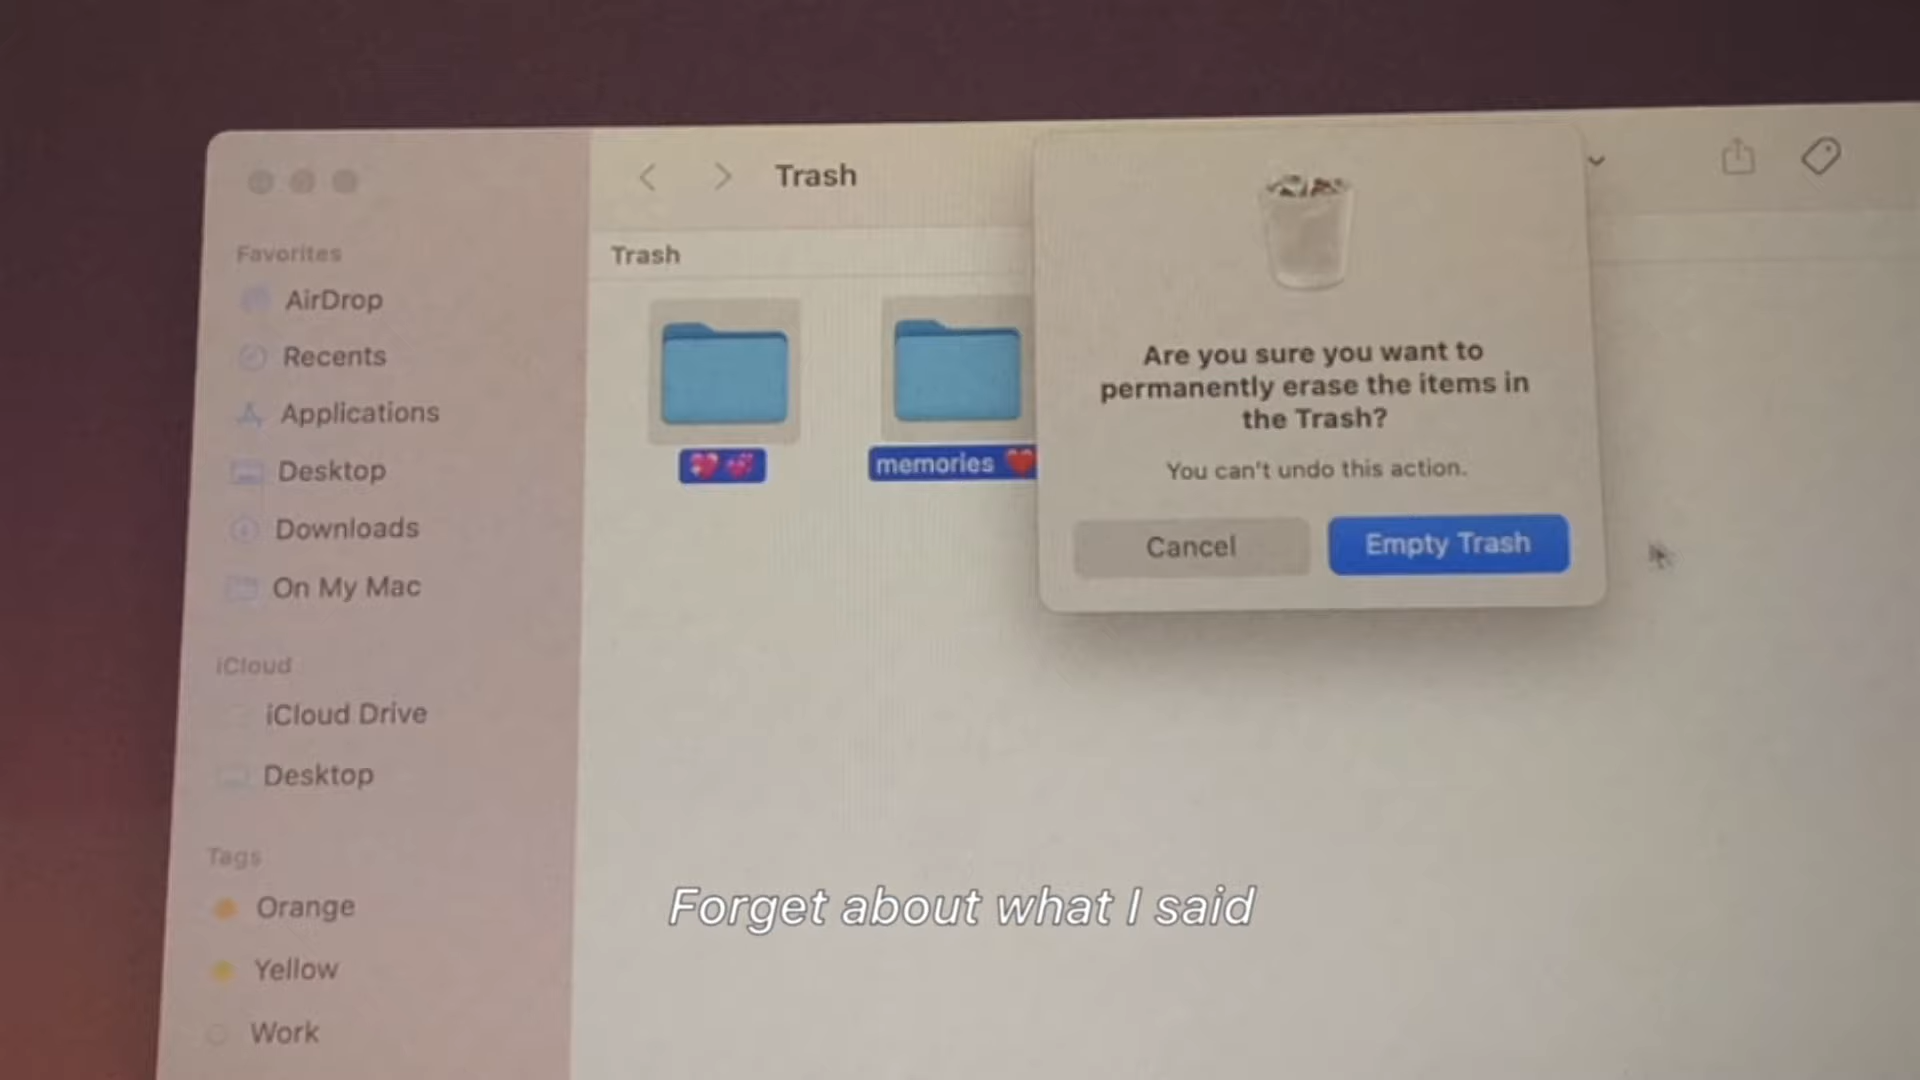 Trash
Favorites
AirDrop
Recents
Applications
Desktop
Downloads
On My Mac
iCloud
iCloud Drive
Desktop
Tags
Orange
Yellow
Work
Trash
💖 💞
memories ❤️
Are you sure you want to
permanently erase the items in
the Trash?
You can't undo this action.
Cancel
Empty Trash
Forget about what I said